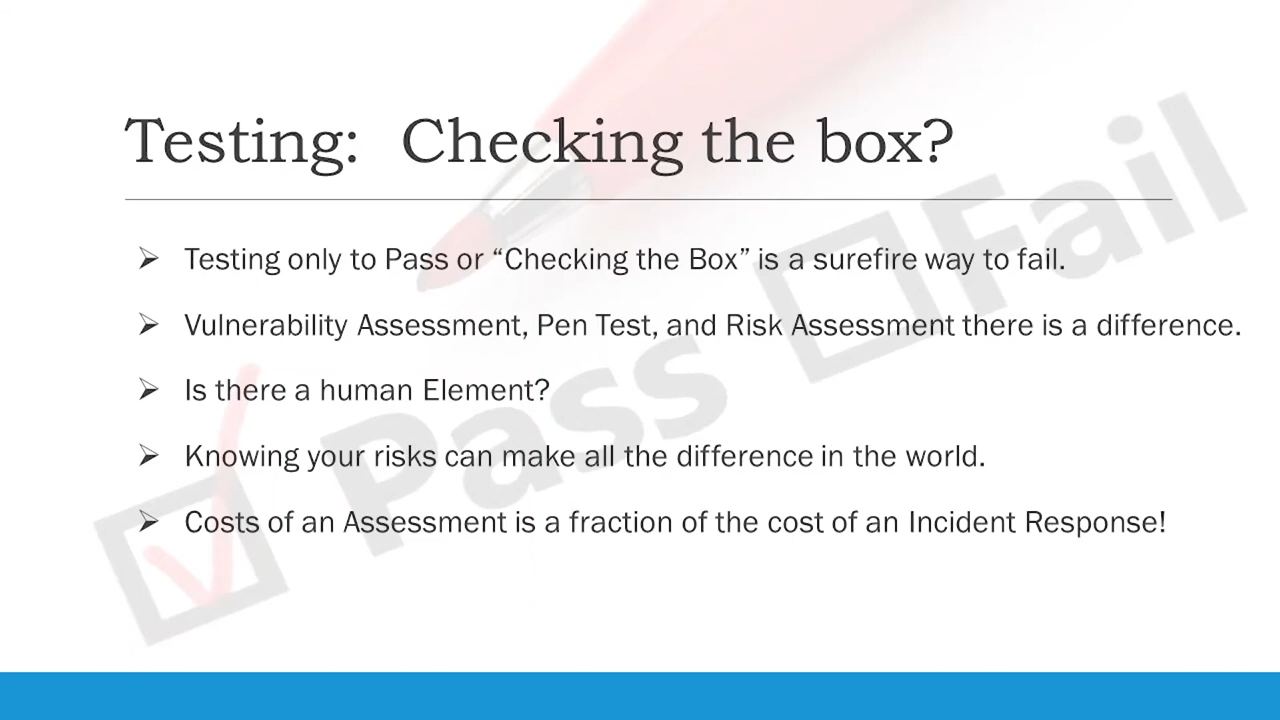 Testing: Checking the box?
Testing only to Pass or “Checking the Box” is a surefire way to fail.
Vulnerability Assessment, Pen Test, and Risk Assessment there is a difference.
Is there a human Element?
Knowing your risks can make all the difference in the world.
Costs of an Assessment is a fraction of the cost of an Incident Response!
Pass
Fail